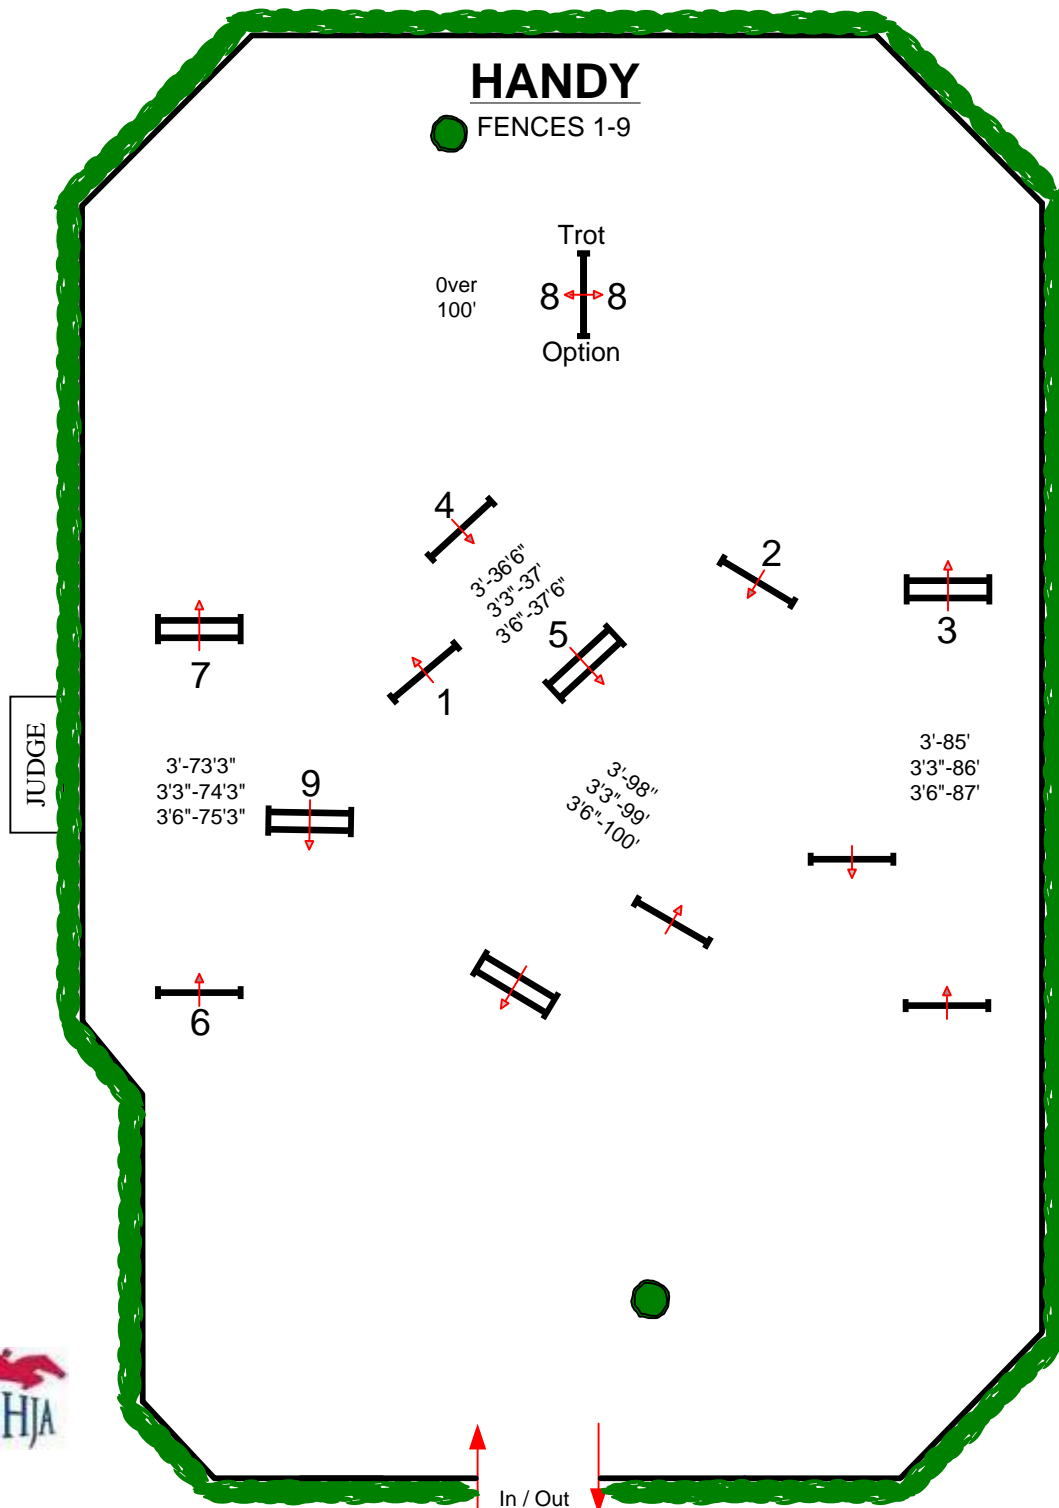 HANDY
FENCES 1-9
Trot
0ver
100'
8
8
Option
4
3'-36'6"
3'3"-37'
3'6"-37'6"
2
5
3
7
1
JUDGE
3'-73'3"
3'3"-74'3"
3'6"-75'3"
9
3'-98"
3'3"-99'
3'6"-100'
3'-85'
3'3"-86'
3'6"-87'
6
HJA
In / Out